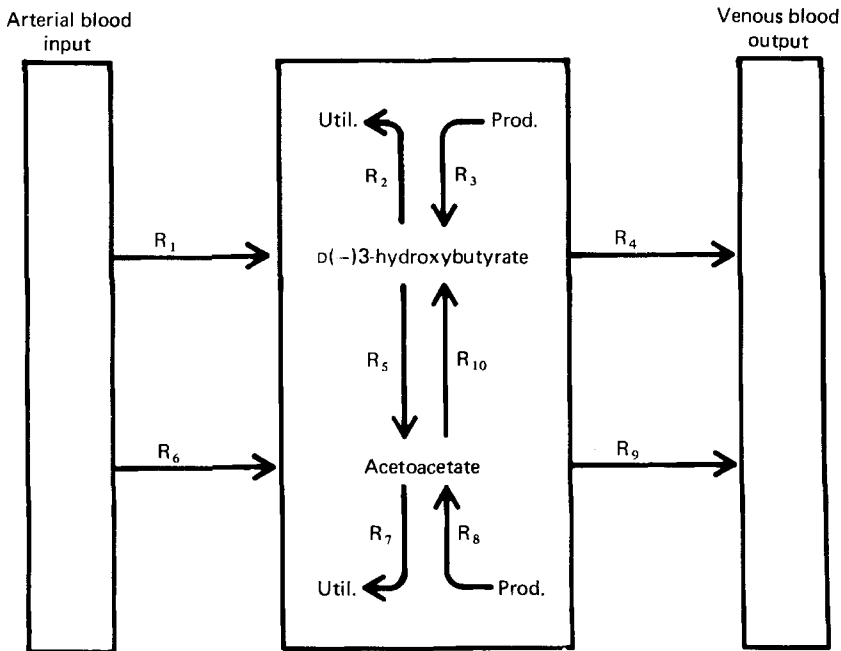 Arterial blood
input
Venous blood
output
Util.
Prod.
R2
R3
R1
D(−)3-hydroxybutyrate
R4
R5
R10
R6
Acetoacetate
R9
R7
R8
Util.
Prod.